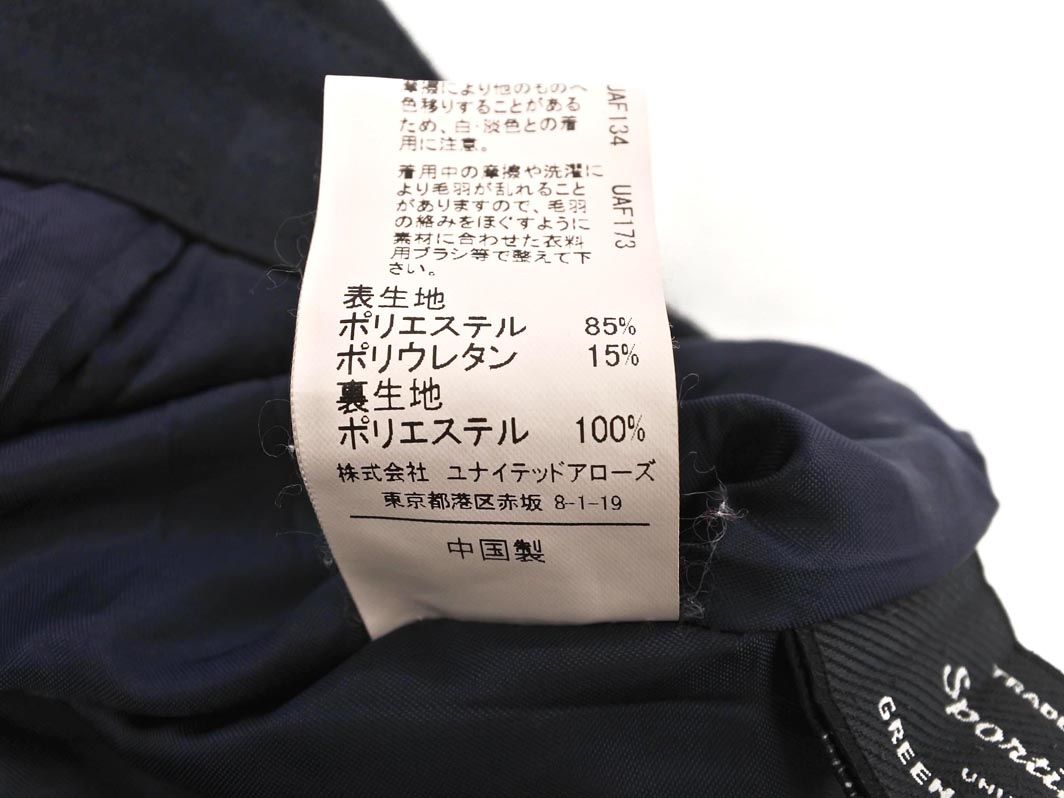 摩擦により他のものへ
色移りすることがある
ため、白・淡色との着
用に注意。
着用中の摩擦や洗濯に
より毛羽が乱れること
がありますので、毛羽
の絡みをほぐすように
素材に合わせた衣料
用ブラシ等で整えて下
さい。
UAF134 UAF173
表生地
ポリエステル 85%
ポリウレタン 15%
裏生地
ポリエステル 100%
株式会社 ユナイテッドアローズ
東京都港区赤坂 8-1-19
中国製
GREEN